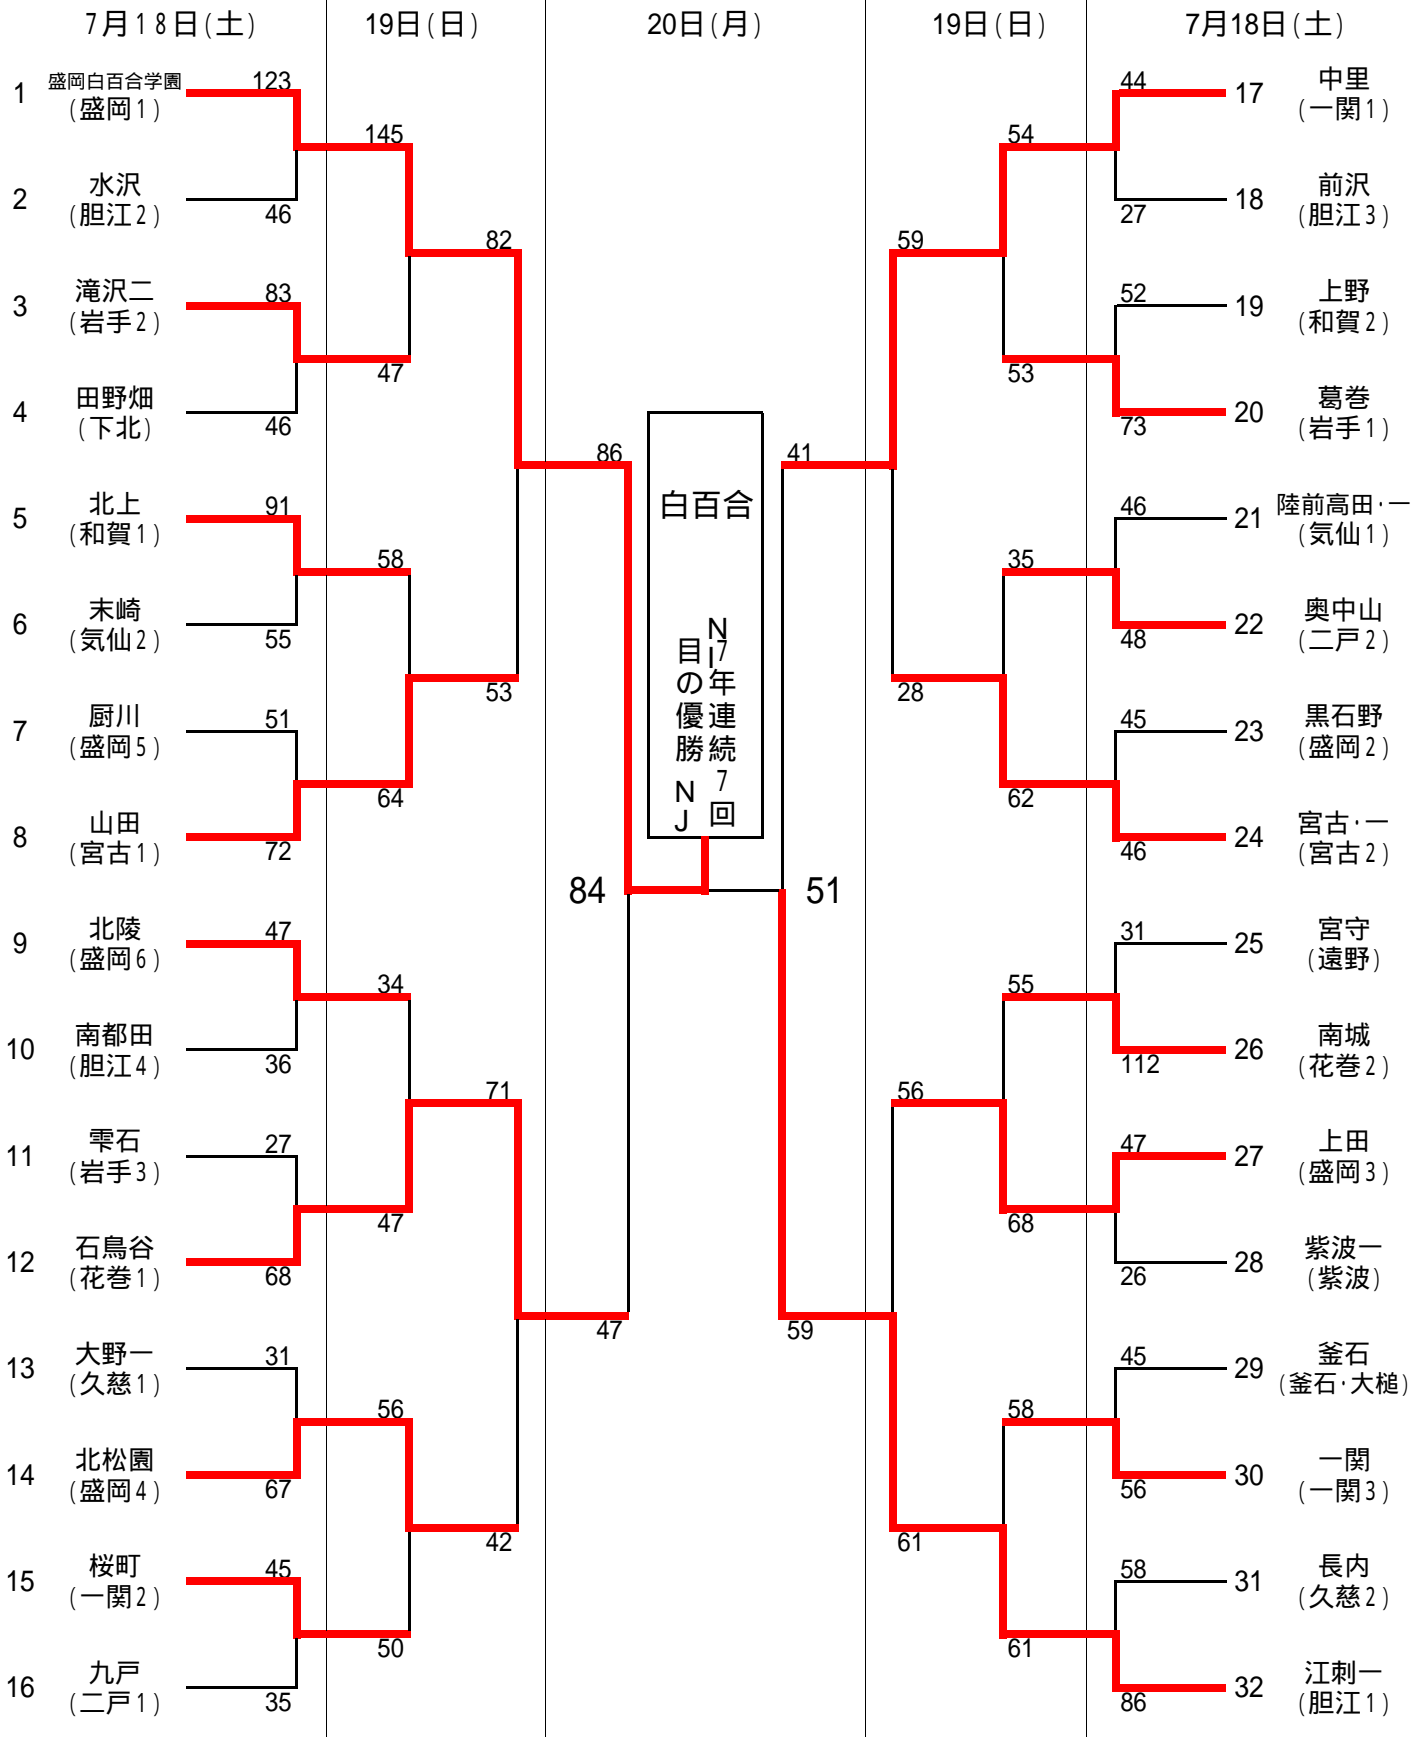 7月18日(土)
19日(日)
20日(月)
19日(日)
7月18日(土)
1 盛岡白百合学園 123
(盛岡1)
145
2 水沢
(胆江2) 46
82
3 滝沢二 83
(岩手2)
47
4 田野畑
(下北) 46
86
5 北上 91
(和賀1)
58
6 末崎
(気仙2) 55
53
7 厨川 51
(盛岡5)
64
8 山田
(宮古1) 72
84
9 北陵 47
(盛岡6)
34
10 南都田
(胆江4) 36
71
11 雫石 27
(岩手3)
47
12 石鳥谷
(花巻1) 68
47
13 大野一 31
(久慈1)
56
14 北松園
(盛岡4) 67
42
15 桜町 45
(一関2)
50
16 九戸
(二戸1) 35
白百合
NI7年連続7回
目の優勝NJ
44 17 中里
(一関1)
54
18 前沢
27 (胆江3)
59
52 19 上野
(和賀2)
53
20 葛巻
73 (岩手1)
41
46 21 陸前高田・一
(気仙1)
35
22 奥中山
48 (二戸2)
28
45 23 黒石野
(盛岡2)
62
24 宮古・一
46 (宮古2)
51
31 25 宮守
(遠野)
55
26 南城
112 (花巻2)
56
47 27 上田
(盛岡3)
68
28 紫波一
26 (紫波)
59
45 29 釜石
(釜石・大槌)
58
30 一関
56 (一関3)
61
58 31 長内
(久慈2)
61
32 江刺一
86 (胆江1)